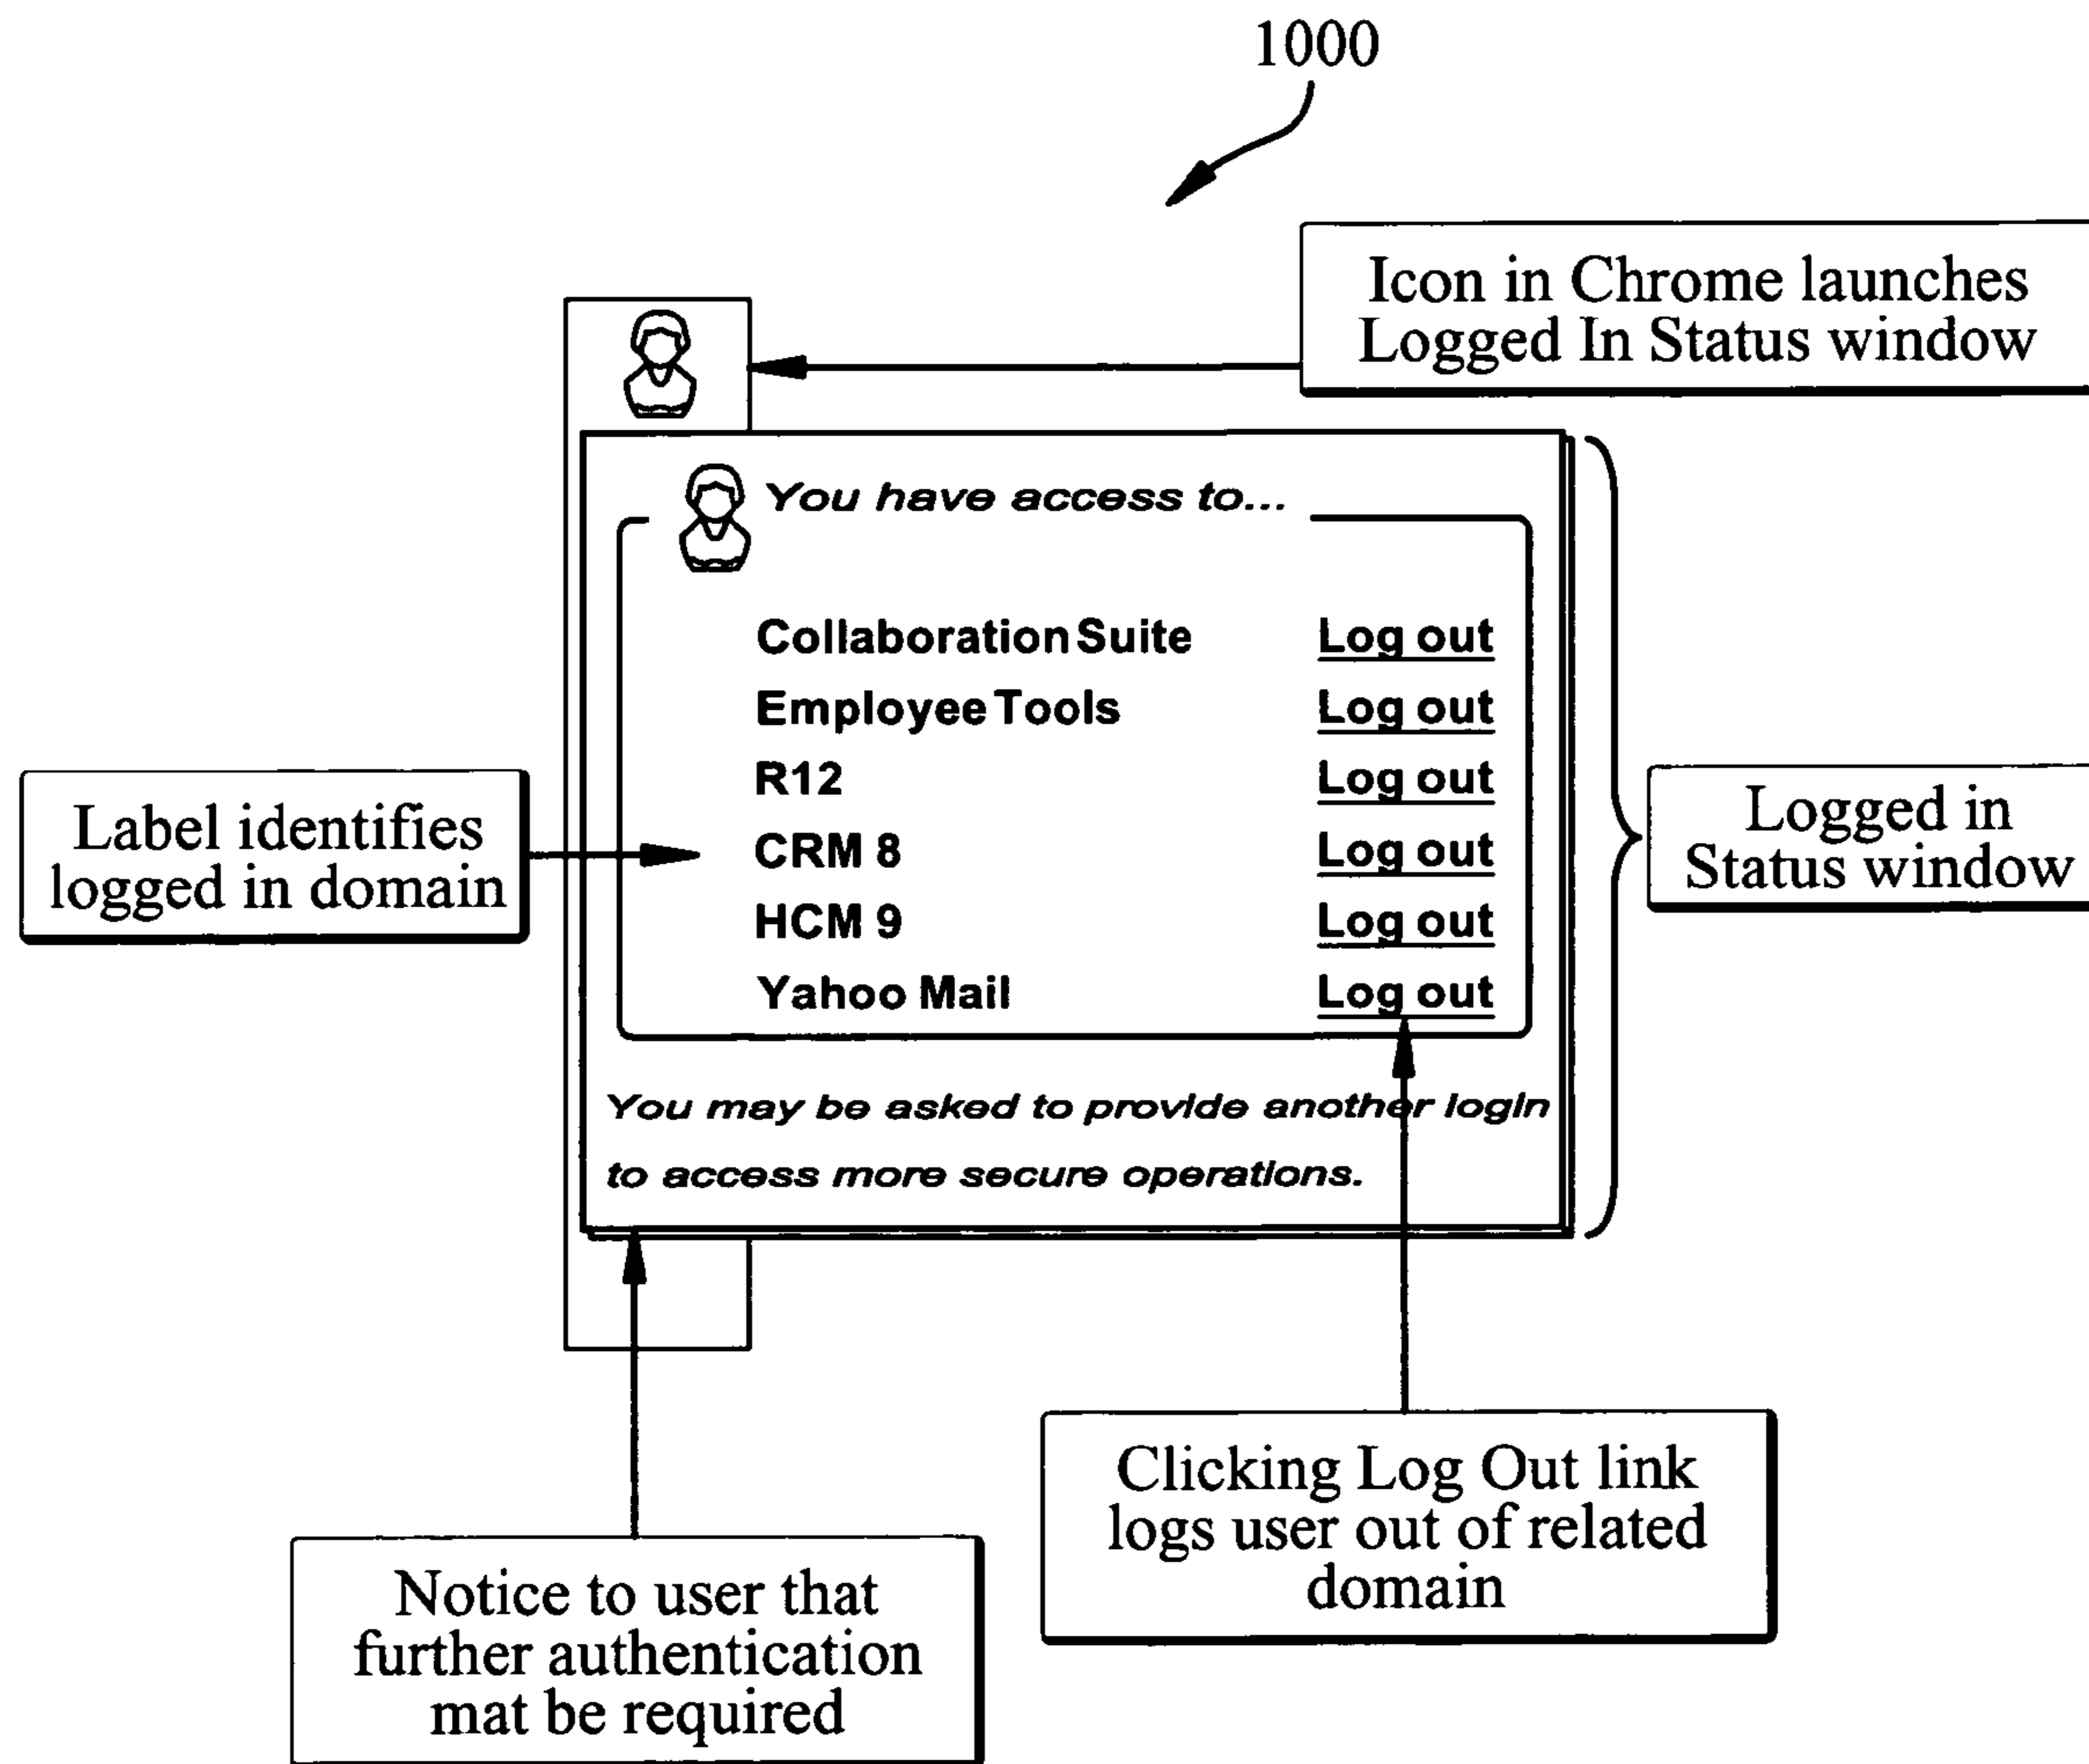 1000
Icon in Chrome launches
Logged In Status window
You have access to...
Collaboration Suite Log out
Employee Tools Log out
R12 Log out
CRM 8 Log out
HCM 9 Log out
Yahoo Mail Log out
Label identifies
logged in domain
Logged in
Status window
You may be asked to provide another login
to access more secure operations.
Clicking Log Out link
logs user out of related
domain
Notice to user that
further authentication
mat be required